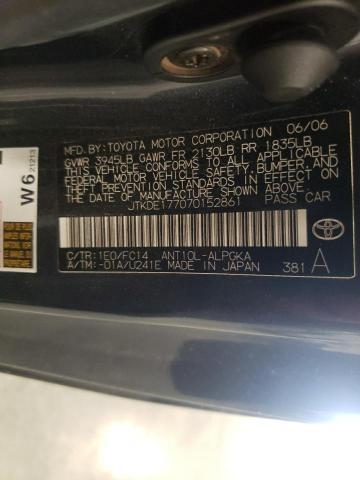 MFD. BY:TOYOTA MOTOR CORPORATION 06/06
GVWR 3945LB GAWR FR 2130LB RR 1835LB
THIS VEHICLE CONFORMS TO ALL APPLICABLE
FEDERAL MOTOR VEHICLE SAFETY, BUMPER, AND
THEFT PREVENTION STANDARDS IN EFFECT ON THE DATE
OF MANUFACTURE SHOWN ABOVE.
JTKDE177070152861 PASS CAR
C/TR:1E0/FC14 ANT10L-ALPGKA
A/TM:-01A/U241E MADE IN JAPAN 381 A
TOYOTA
W6 21213